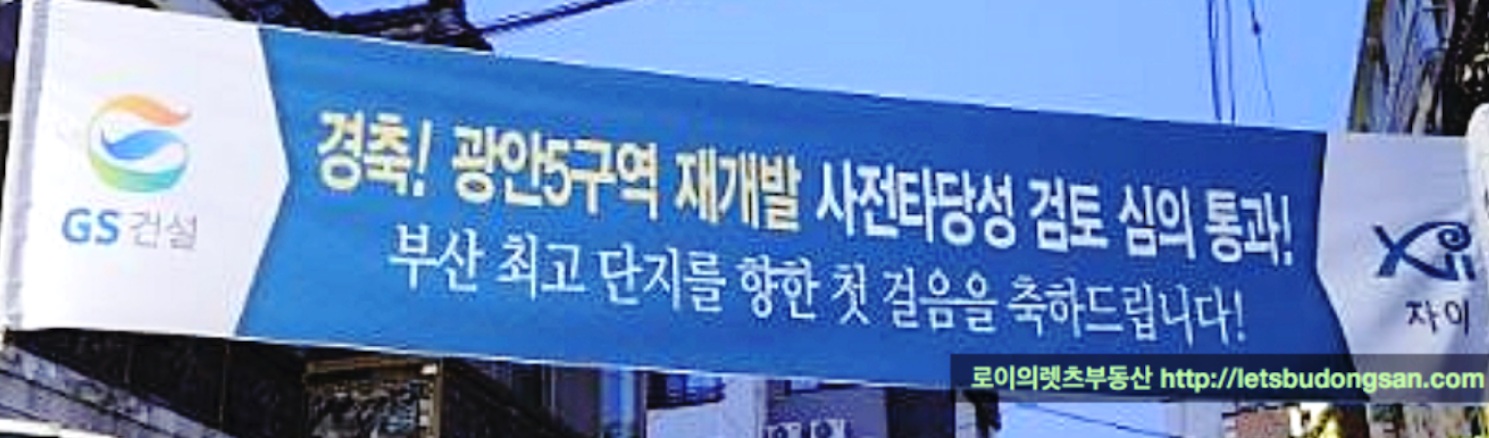 GS건설
경축! 광안5구역 재개발 사전타당성 검토 심의 통과!
부산 최고 단지를 향한 첫 걸음을 축하드립니다!
Xi
자이
로이의렛츠부동산 http://letsbudongsan.com